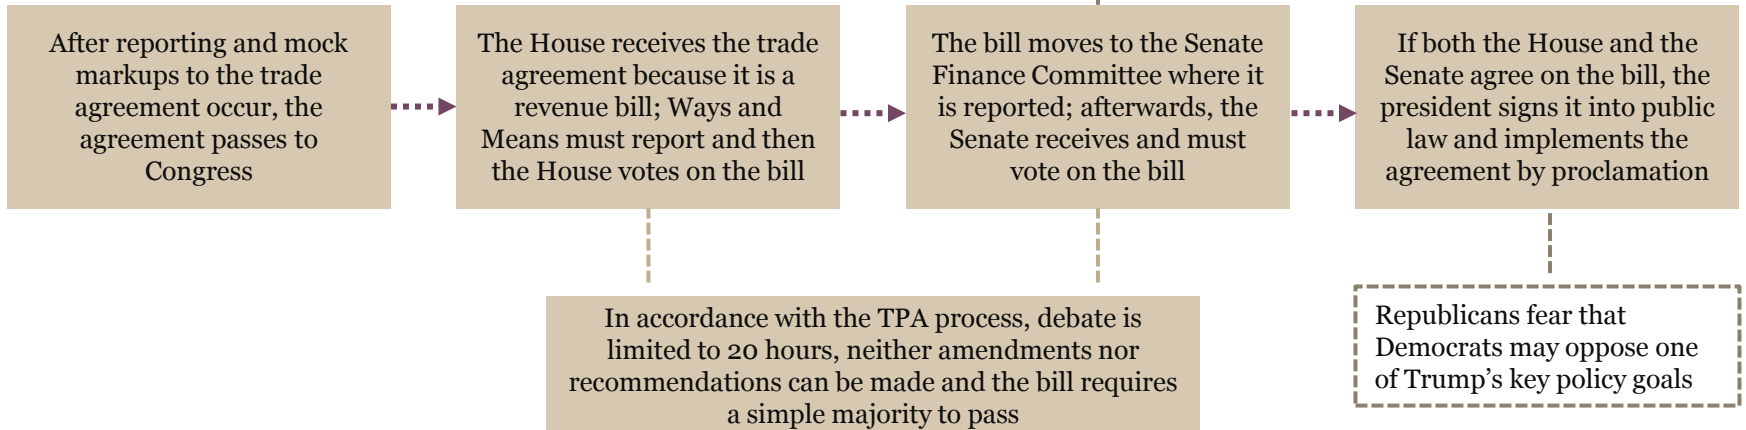 After reporting and mock
markups to the trade
agreement occur, the
agreement passes to
Congress
The House receives the trade
agreement because it is a
revenue bill; Ways and
Means must report and then
the House votes on the bill
The bill moves to the Senate
Finance Committee where it
is reported; afterwards, the
Senate receives and must
vote on the bill
If both the House and the
Senate agree on the bill, the
president signs it into public
law and implements the
agreement by proclamation
In accordance with the TPA process, debate is
limited to 20 hours, neither amendments nor
recommendations can be made and the bill requires
a simple majority to pass
Republicans fear that
Democrats may oppose one
of Trump’s key policy goals